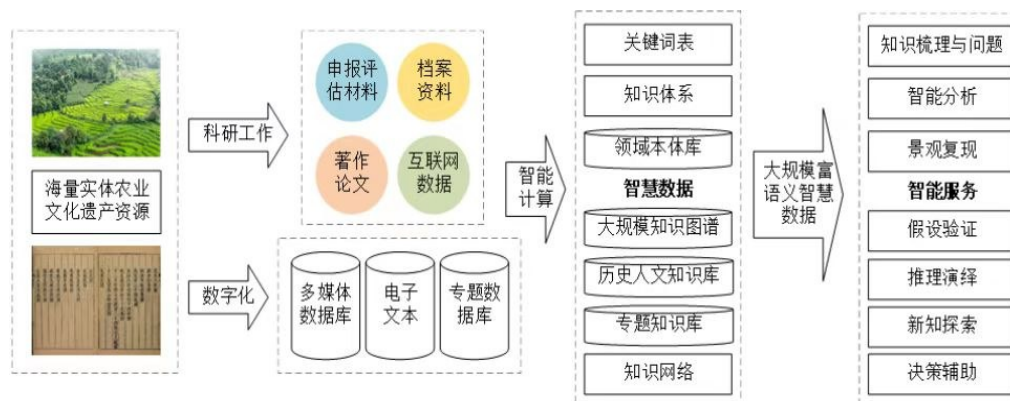 海量实体农业
文化遗产资源
科研工作
数字化
申报评
估材料
档案
资料
著作
论文
互联网
数据
多媒体
数据库
电子
文本
专题数
据库
智能
计算
关键词表
知识体系
领域本体库
智慧数据
大规模知识图谱
历史人文知识库
专题知识库
知识网络
大规模富
语义智慧
数据
知识梳理与问题
智能分析
景观复现
智能服务
假设验证
推理演绎
新知探索
决策辅助